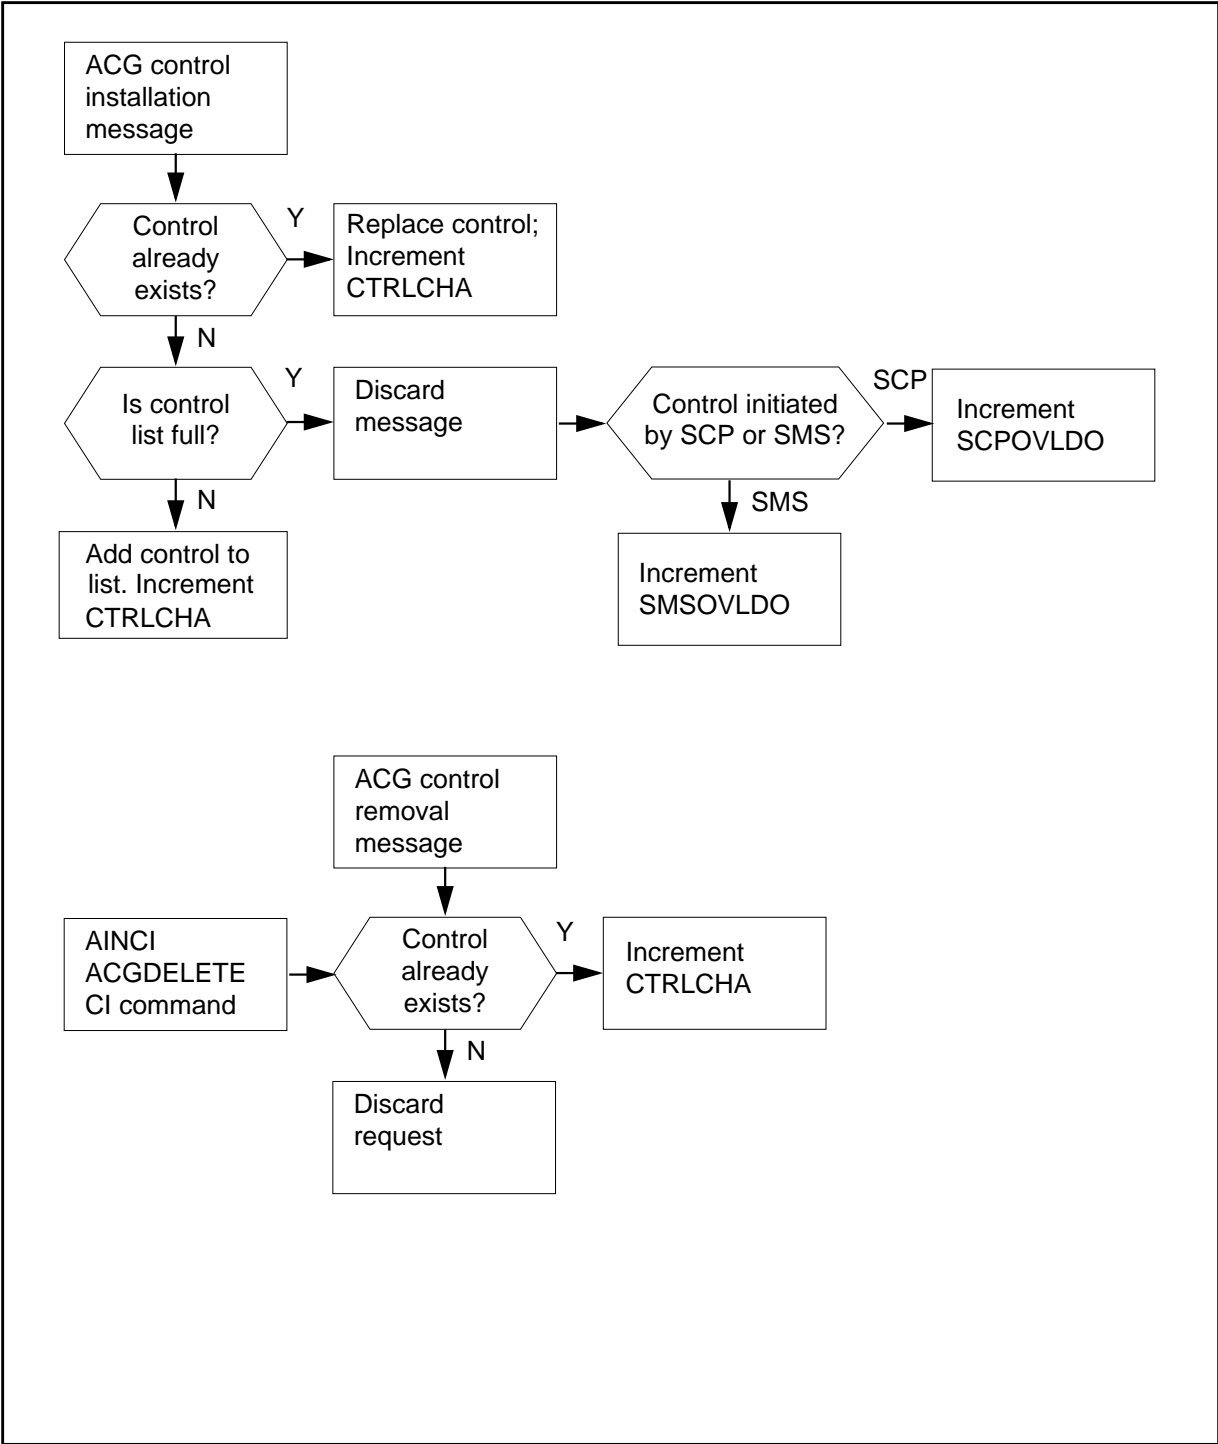 ACG control
installation
message
Control
already
exists?
Y
Replace control;
Increment
CTRLCHA
N
Is control
list full?
Y
Discard
message
Control initiated
by SCP or SMS?
SCP
Increment
SCPOVLDO
SMS
Increment
SMSOVLDO
N
Add control to
list. Increment
CTRLCHA
ACG control
removal
message
AINCI
ACGDELETE
CI command
Control
already
exists?
Y
Increment
CTRLCHA
N
Discard
request